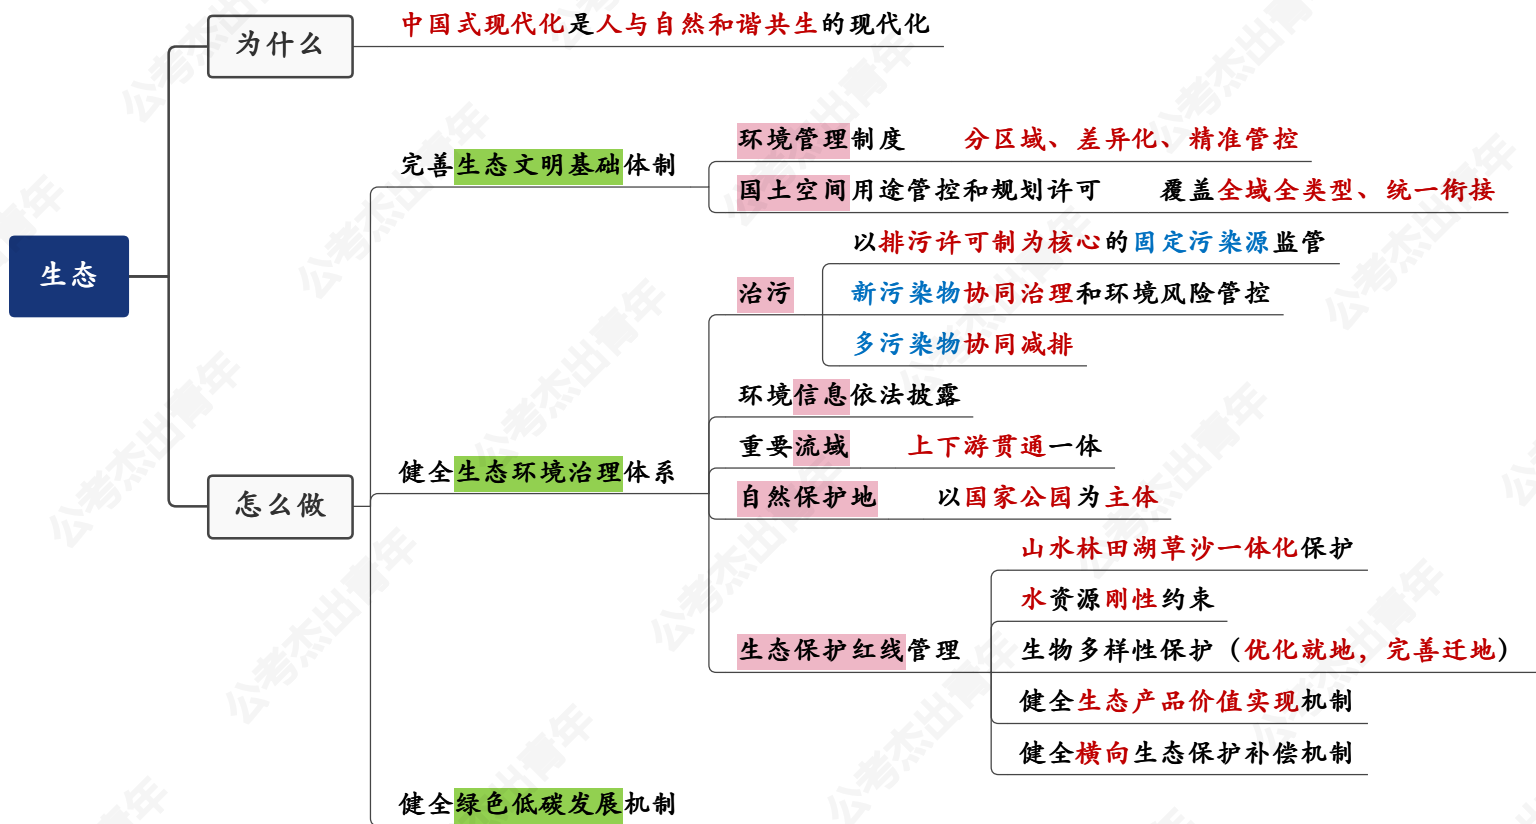 生态
为什么
中国式现代化是人与自然和谐共生的现代化
怎么做
完善生态文明基础体制
环境管理制度 分区域、差异化、精准管控
国土空间用途管控和规划许可 覆盖全域全类型、统一衔接
健全生态环境治理体系
治污
以排污许可制为核心的固定污染源监管
新污染物协同治理和环境风险管控
多污染物协同减排
环境信息依法披露
重要流域 上下游贯通一体
自然保护地 以国家公园为主体
生态保护红线管理
山水林田湖草沙一体化保护
水资源刚性约束
生物多样性保护（优化就地，完善迁地）
健全生态产品价值实现机制
健全横向生态保护补偿机制
健全绿色低碳发展机制
公考杰出青年